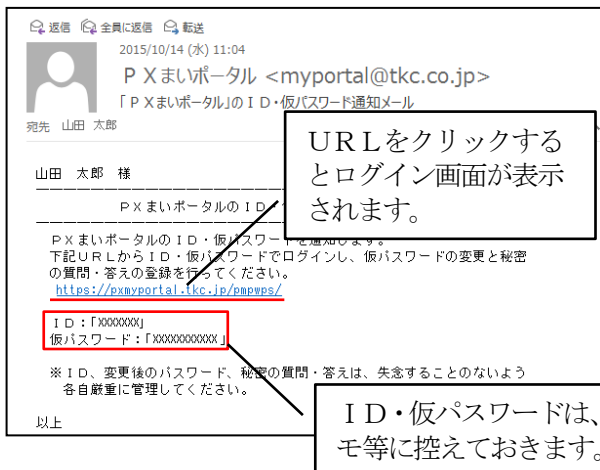 返信 全員に返信 転送
2015/10/14 (水) 11:04
ＰＸまいポータル <myportal@tkc.co.jp>
「ＰＸまいポータル」のＩＤ・仮パスワード通知メール
宛先 山田 太郎
ＵＲＬをクリックする
とログイン画面が表示
されます。
山田 太郎 様
ＰＸまいポータルのＩＤ・
ＰＸまいポータルのＩＤ・仮パスワードを通知します。
下記ＵＲＬからＩＤ・仮パスワードでログインし、仮パスワードの変更と秘密
の質問・答えの登録を行ってください。
https://pxmyportal.tkc.jp/pmpwps/
ＩＤ：「XXXXXXX」
仮パスワード：「XXXXXXXXXXX」
※ＩＤ、変更後のパスワード、秘密の質問・答えは、失念することのないよう
各自厳重に管理してください。
以上
ＩＤ・仮パスワードは、
モ等に控えておきます。